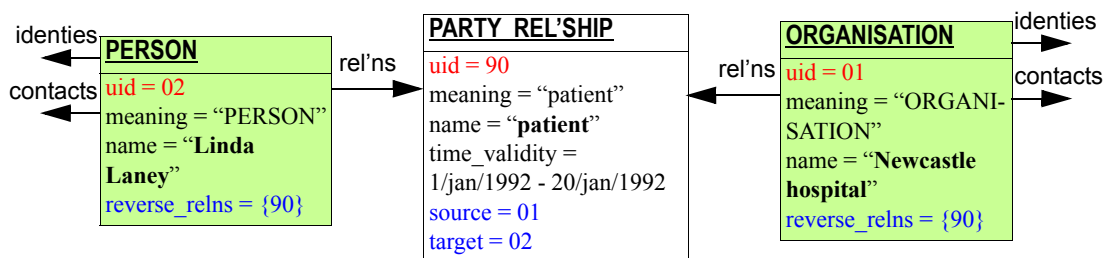 identies
contacts
PERSON
uid = 02
meaning = “PERSON”
name = “Linda
Laney”
reverse_relns = {90}
rel'ns
PARTY REL’SHIP
uid = 90
meaning = “patient”
name = “patient”
time_validity =
1/jan/1992 - 20/jan/1992
source = 01
target = 02
rel'ns
ORGANISATION
uid = 01
meaning = “ORGANI-
SATION”
name = “Newcastle
hospital”
reverse_relns = {90}
identies
contacts